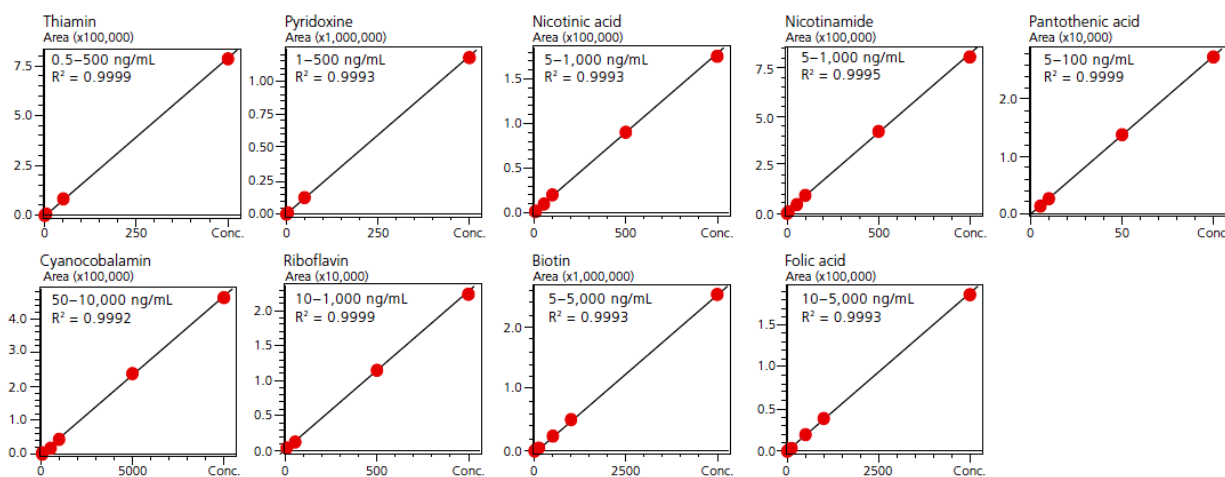 Thiamin
Area (x100,000)
0.5–500 ng/mL
R² = 0.9999
7.5
5.0
2.5
0.0
0
250
Conc.
Pyridoxine
Area (x1,000,000)
1–500 ng/mL
R² = 0.9993
1.00
0.75
0.50
0.25
0.00
0
250
Conc.
Nicotinic acid
Area (x100,000)
5–1,000 ng/mL
R² = 0.9993
1.5
1.0
0.5
0.0
0
500
Conc.
Nicotinamide
Area (x100,000)
5–1,000 ng/mL
R² = 0.9995
7.5
5.0
2.5
0.0
0
500
Conc.
Pantothenic acid
Area (x10,000)
5–100 ng/mL
R² = 0.9999
2.0
1.0
0.0
0
50
Conc.
Cyanocobalamin
Area (x100,000)
50–10,000 ng/mL
R² = 0.9992
4.0
3.0
2.0
1.0
0.0
0
5000
Conc.
Riboflavin
Area (x10,000)
10–1,000 ng/mL
R² = 0.9999
2.0
1.5
1.0
0.5
0.0
0
500
Conc.
Biotin
Area (x1,000,000)
5–5,000 ng/mL
R² = 0.9993
2.0
1.0
0.0
0
2500
Conc.
Folic acid
Area (x100,000)
10–5,000 ng/mL
R² = 0.9993
1.5
1.0
0.5
0.0
0
2500
Conc.